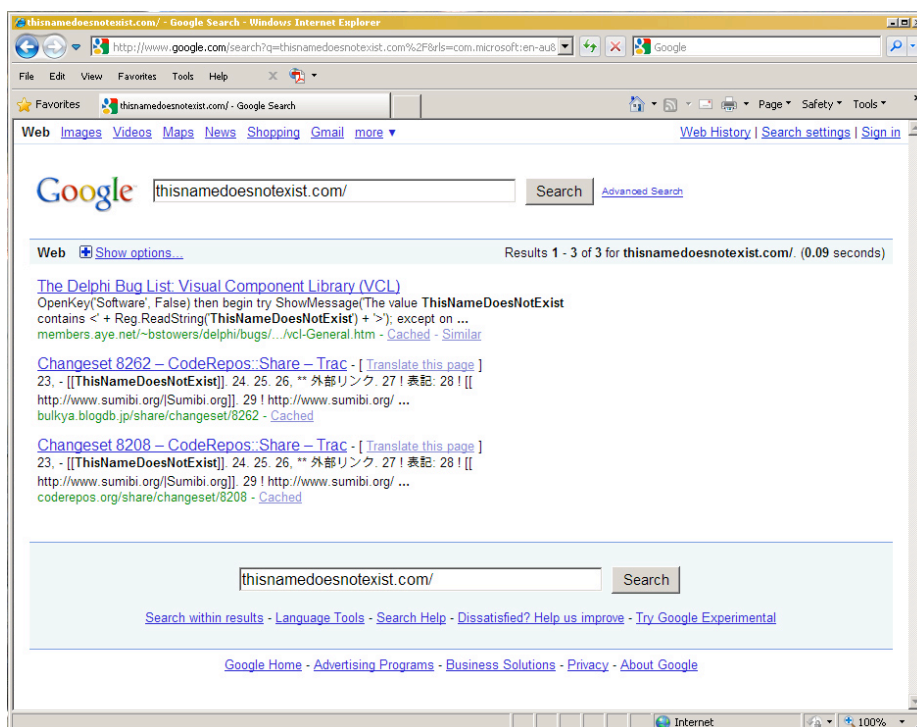 thisnamedoesnotexist.com/ - Google Search - Windows Internet Explorer
http://www.google.com/search?q=thisnamedoesnotexist.com%2F&rls=com.microsoft:en-au&
Google
File Edit View Favorites Tools Help
Favorites thisnamedoesnotexist.com/ - Google Search Page Safety Tools
Web Images Videos Maps News Shopping Gmail more ▼ Web History | Search settings | Sign in
Google thisnamedoesnotexist.com/ Search Advanced Search
Web Show options... Results 1 - 3 of 3 for thisnamedoesnotexist.com/. (0.09 seconds)
The Delphi Bug List: Visual Component Library (VCL)
OpenKey('Software', False) then begin try ShowMessage('The value ThisNameDoesNotExist
contains <' + Reg.ReadString('ThisNameDoesNotExist') + '>'); except on ...
members.aye.net/~bstowers/delphi/bugs/.../vcl-General.htm - Cached - Similar
Changeset 8262 – CodeRepos::Share – Trac - [ Translate this page ]
23, - [[ThisNameDoesNotExist]]. 24. 25. 26, ** 外部リンク. 27 ! 表記: 28 ! [[
http://www.sumibi.org/|Sumibi.org]]. 29 ! http://www.sumibi.org/ ...
bulkya.blogdb.jp/share/changeset/8262 - Cached
Changeset 8208 – CodeRepos::Share – Trac - [ Translate this page ]
23, - [[ThisNameDoesNotExist]]. 24. 25. 26, ** 外部リンク. 27 ! 表記: 28 ! [[
http://www.sumibi.org/|Sumibi.org]]. 29 ! http://www.sumibi.org/ ...
coderepos.org/share/changeset/8208 - Cached
thisnamedoesnotexist.com/ Search
Search within results - Language Tools - Search Help - Dissatisfied? Help us improve - Try Google Experimental
Google Home - Advertising Programs - Business Solutions - Privacy - About Google
Internet 100%